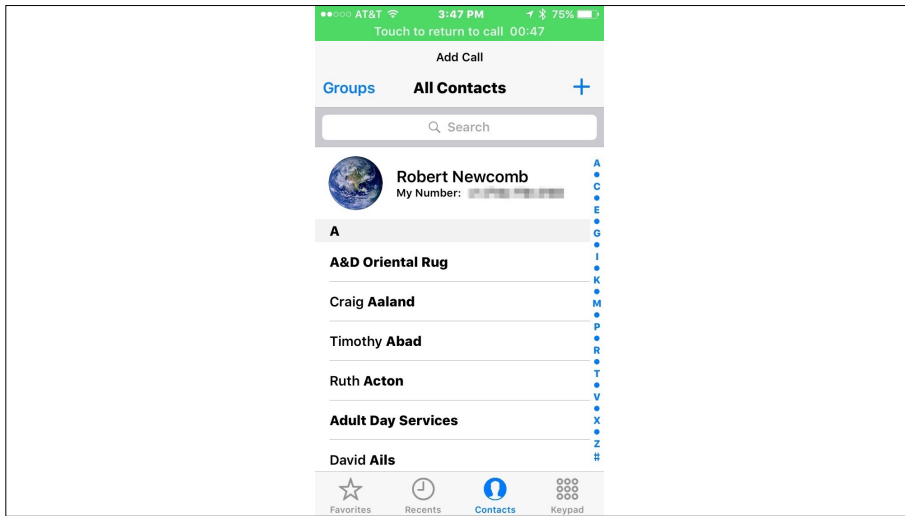 AT&T 3:47 PM 75%
Touch to return to call 00:47
Add Call
Groups All Contacts +
Search
Robert Newcomb
My Number:
A
A&D Oriental Rug
Craig Aaland
Timothy Abad
Ruth Acton
Adult Day Services
David Ails
A
C
E
G
I
K
M
P
R
T
V
X
Z
#
Favorites Recents Contacts Keypad